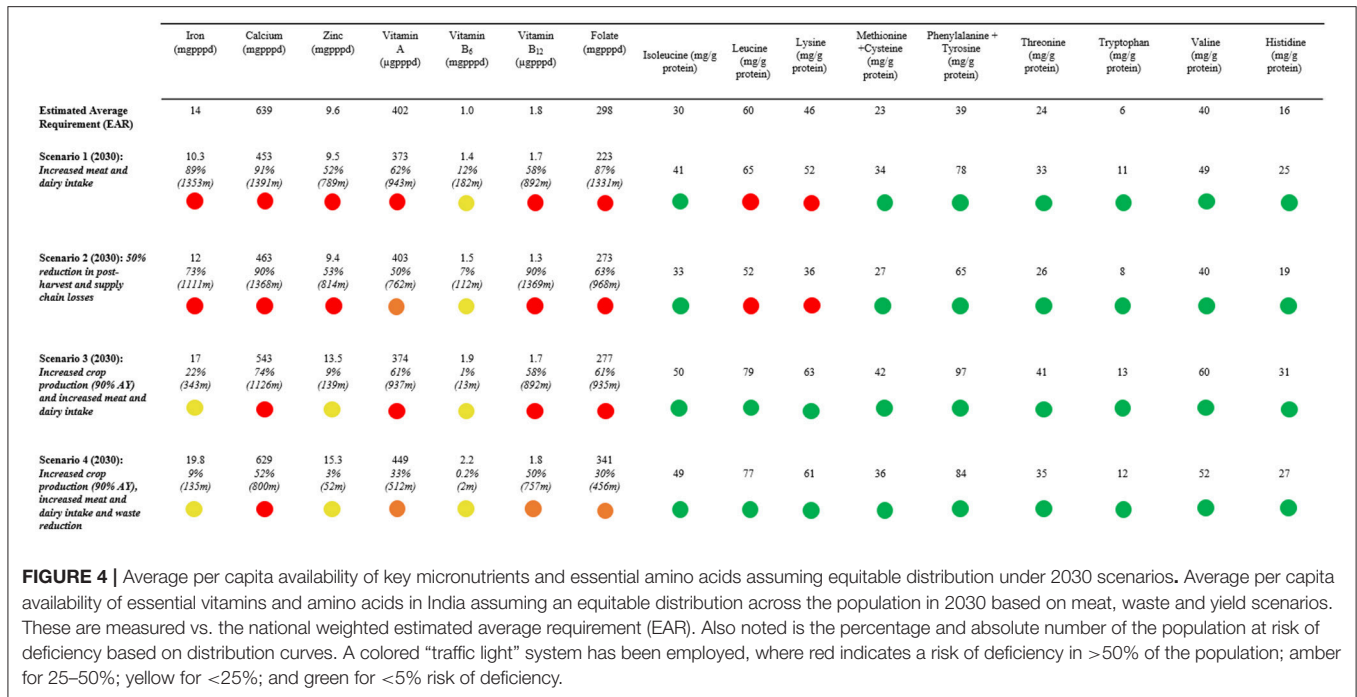 Iron (mgpppd) Calcium (mgpppd) Zinc (mgpppd) Vitamin A (µgpppd) Vitamin B6 (mgpppd) Vitamin B12 (µgpppd) Folate (mgpppd) Isoleucine (mg/g protein) Leucine (mg/g protein) Lysine (mg/g protein) Methionine +Cysteine (mg/g protein) Phenylalanine + Tyrosine (mg/g protein) Threonine (mg/g protein) Tryptophan (mg/g protein) Valine (mg/g protein) Histidine (mg/g protein)
Estimated Average Requirement (EAR) 14 639 9.6 402 1.0 1.8 298 30 60 46 23 39 24 6 40 16
Scenario 1 (2030): 10.3 453 9.5 373 1.4 1.7 223
Increased meat and 89% 91% 52% 62% 12% 58% 87% 41 65 52 34 78 33 11 49 25
dairy intake (1353m) (1391m) (789m) (943m) (182m) (892m) (1331m)
Scenario 2 (2030): 50% 12 463 9.4 403 1.5 1.3 273
reduction in post- 73% 90% 53% 50% 7% 90% 63% 33 52 36 27 65 26 8 40 19
harvest and supply (1111m) (1368m) (814m) (762m) (112m) (1369m) (968m)
chain losses
Scenario 3 (2030): 17 543 13.5 374 1.9 1.7 277
Increased crop 22% 74% 9% 61% 1% 58% 61% 50 79 63 42 97 41 13 60 31
production (90% AY) (343m) (1126m) (139m) (937m) (13m) (892m) (935m)
and increased meat and
dairy intake
Scenario 4 (2030): 19.8 629 15.3 449 2.2 1.8 341
Increased crop 9% 52% 3% 33% 0.2% 50% 30% 49 77 61 36 84 35 12 52 27
production (90% AY), (135m) (800m) (52m) (512m) (2m) (757m) (456m)
increased meat and
dairy intake and waste
reduction
FIGURE 4 | Average per capita availability of key micronutrients and essential amino acids assuming equitable distribution under 2030 scenarios. Average per capita
availability of essential vitamins and amino acids in India assuming an equitable distribution across the population in 2030 based on meat, waste and yield scenarios.
These are measured vs. the national weighted estimated average requirement (EAR). Also noted is the percentage and absolute number of the population at risk of
deficiency based on distribution curves. A colored “traffic light” system has been employed, where red indicates a risk of deficiency in >50% of the population; amber
for 25–50%; yellow for <25%; and green for <5% risk of deficiency.